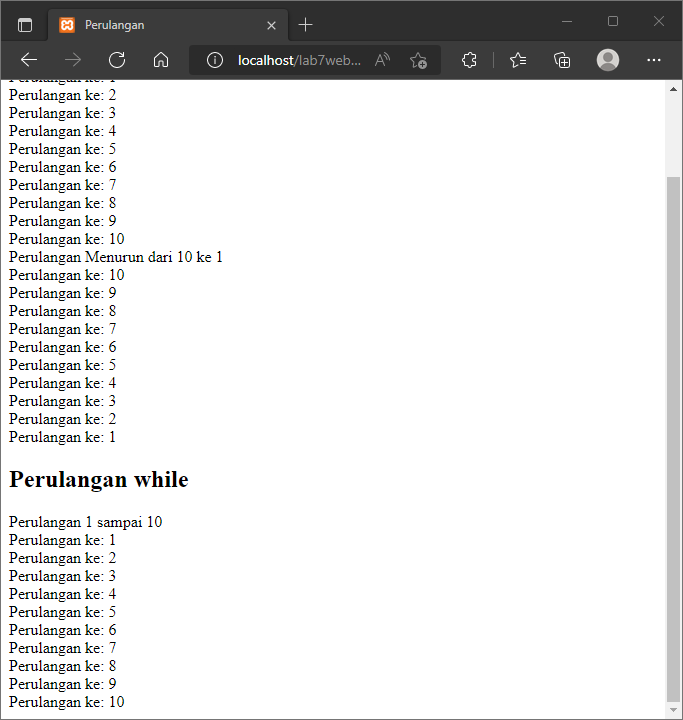 Perulangan
localhost/lab7web...
Perulangan ke: 1
Perulangan ke: 2
Perulangan ke: 3
Perulangan ke: 4
Perulangan ke: 5
Perulangan ke: 6
Perulangan ke: 7
Perulangan ke: 8
Perulangan ke: 9
Perulangan ke: 10
Perulangan Menurun dari 10 ke 1
Perulangan ke: 10
Perulangan ke: 9
Perulangan ke: 8
Perulangan ke: 7
Perulangan ke: 6
Perulangan ke: 5
Perulangan ke: 4
Perulangan ke: 3
Perulangan ke: 2
Perulangan ke: 1
Perulangan while
Perulangan 1 sampai 10
Perulangan ke: 1
Perulangan ke: 2
Perulangan ke: 3
Perulangan ke: 4
Perulangan ke: 5
Perulangan ke: 6
Perulangan ke: 7
Perulangan ke: 8
Perulangan ke: 9
Perulangan ke: 10